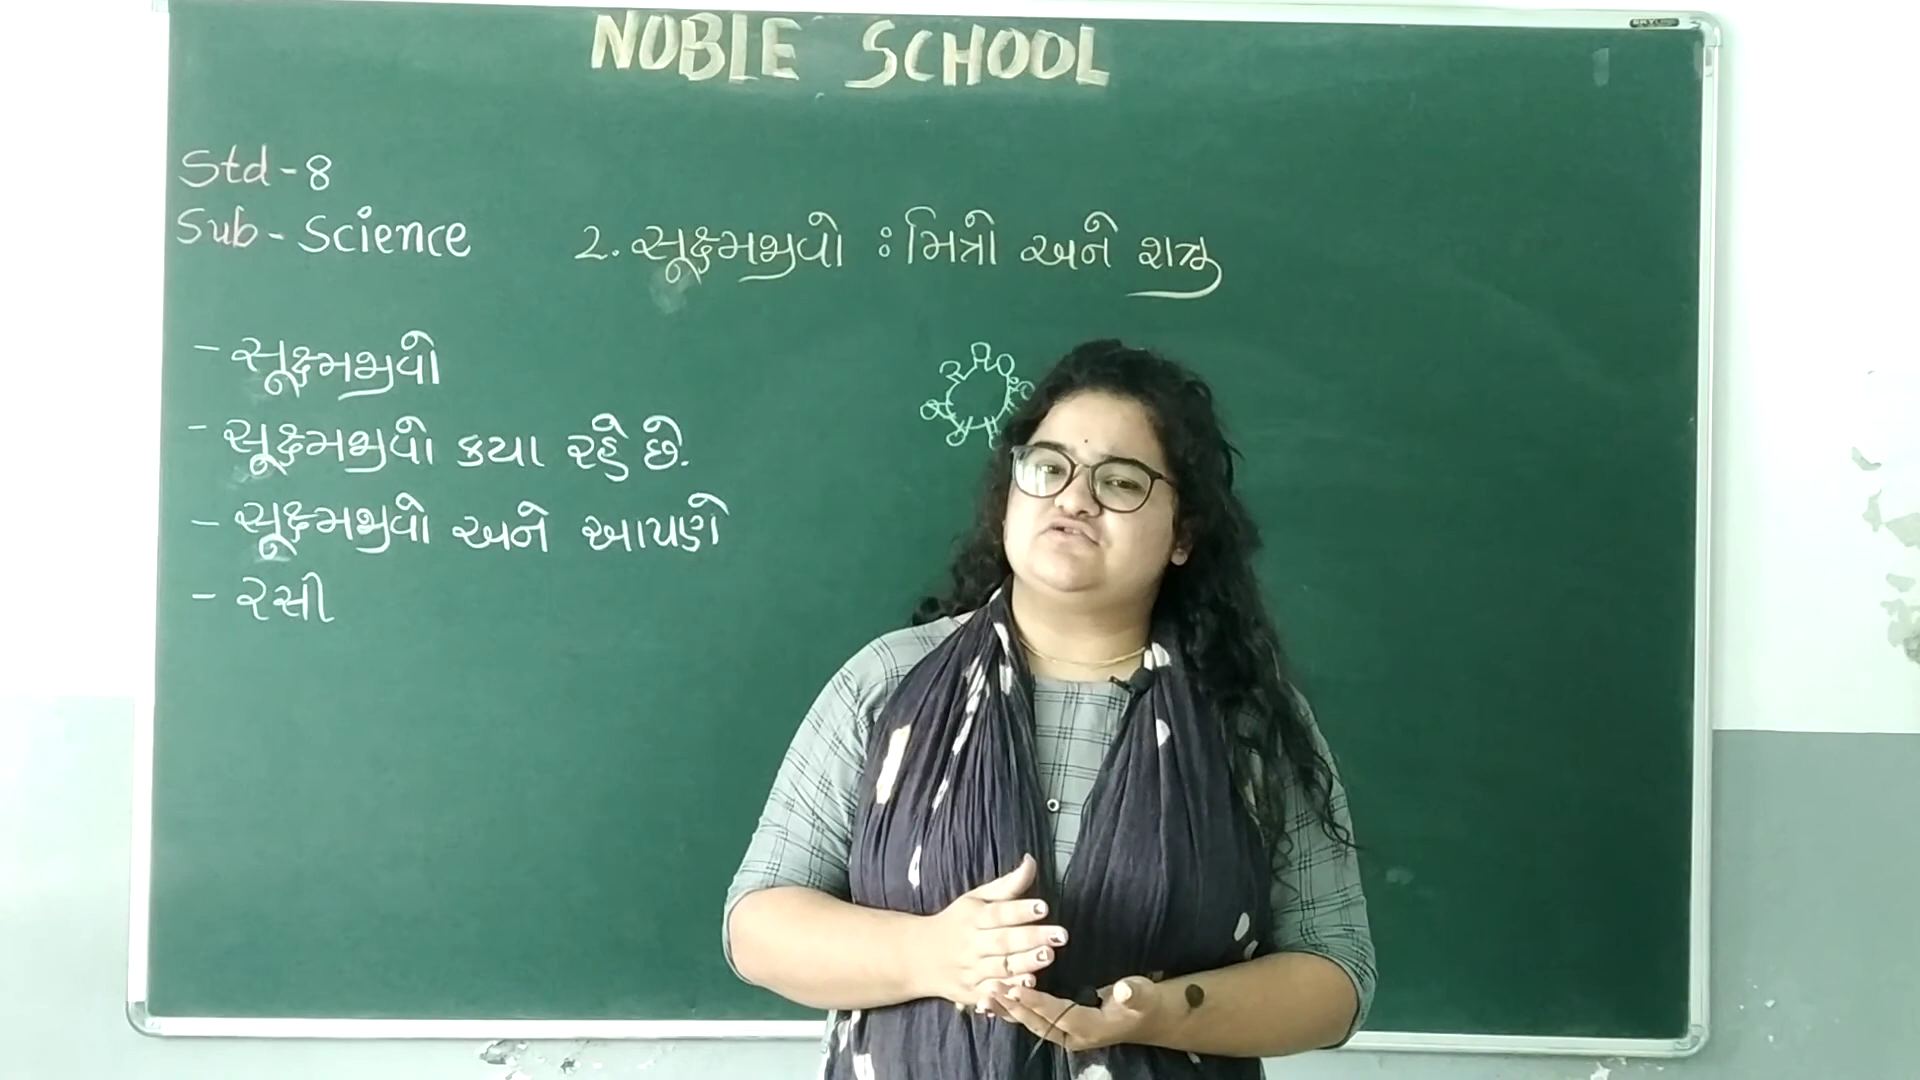 NOBLE SCHOOL
Std-8
Sub-Science
2. સૂક્ષ્મજીવો : મિત્રો અને શત્રુ
- સૂક્ષ્મજીવો
- સૂક્ષ્મજીવો કયા રહે છે.
- સૂક્ષ્મજીવો અને આપણે
- રસી